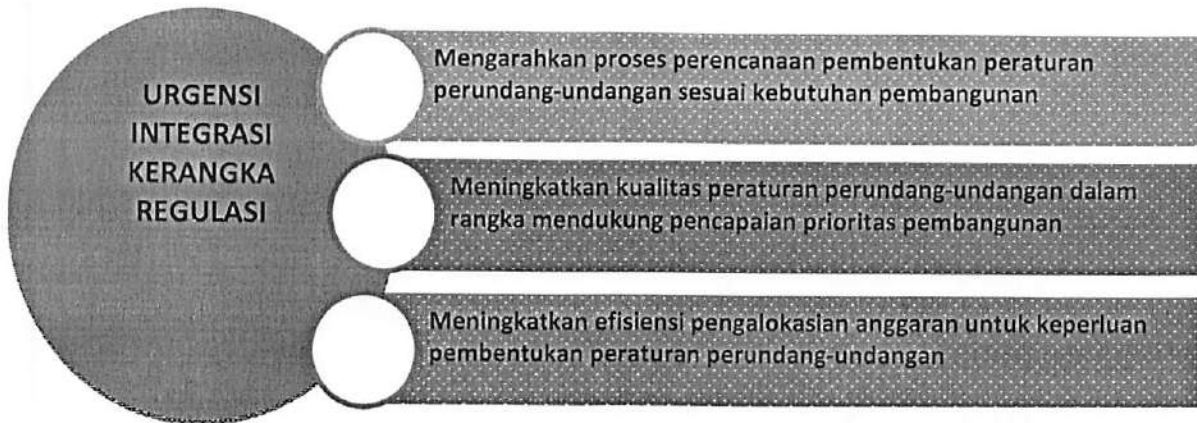 URGENSI
INTEGRASI
KERANGKA
REGULASI
Mengarahkan proses perencanaan pembentukan peraturan
perundang-undangan sesuai kebutuhan pembangunan
Meningkatkan kualitas peraturan perundang-undangan dalam
rangka mendukung pencapaian prioritas pembangunan
Meningkatkan efisiensi pengalokasian anggaran untuk keperluan
pembentukan peraturan perundang-undangan